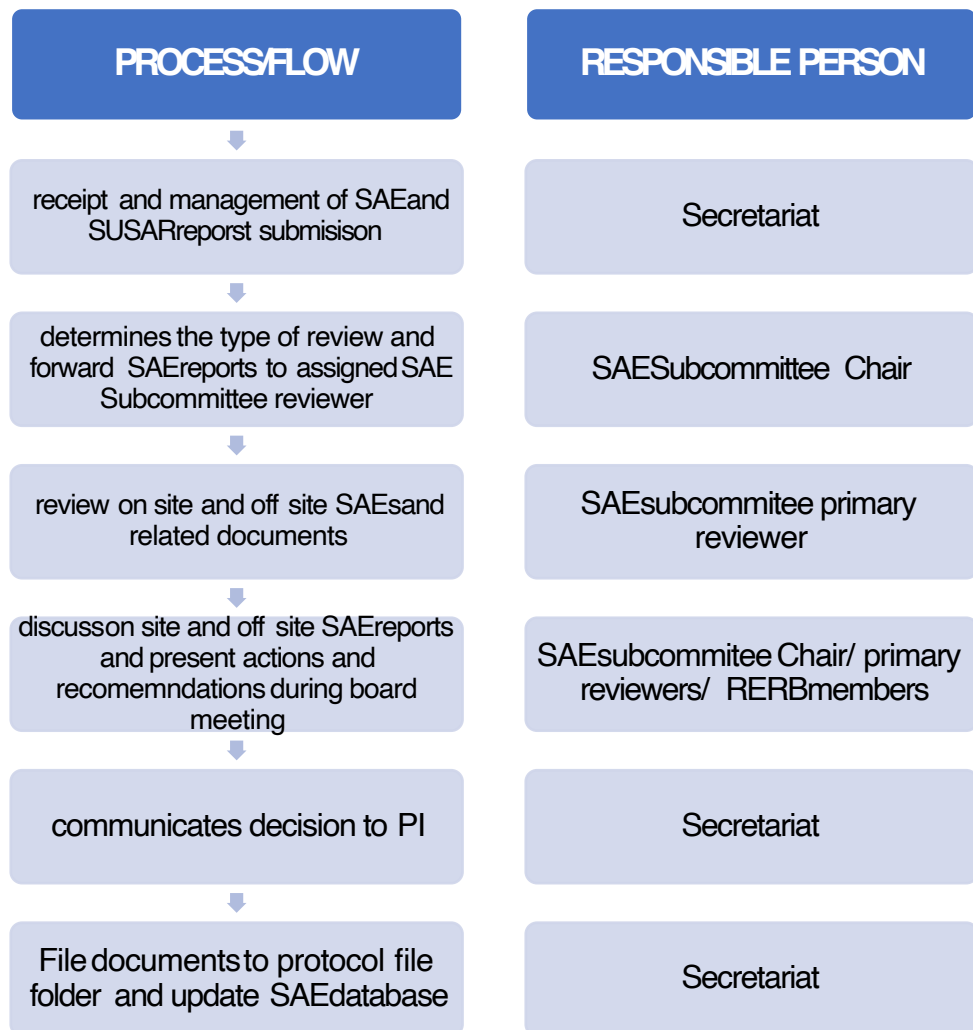 PROCESS/FLOW
RESPONSIBLE PERSON
receipt and management of SAEand
SUSARreporst submisison
Secretariat
determines the type of review and
forward SAEreports to assigned SAE
Subcommittee reviewer
SAESubcommittee Chair
review on site and off site SAEsand
related documents
SAEsubcommitee primary
reviewer
discusson site and off site SAEreports
and present actions and
recomemndations during board
meeting
SAEsubcommitee Chair/ primary
reviewers/ RERBmembers
communicates decision to PI
Secretariat
File documents to protocol file
folder and update SAEdatabase
Secretariat